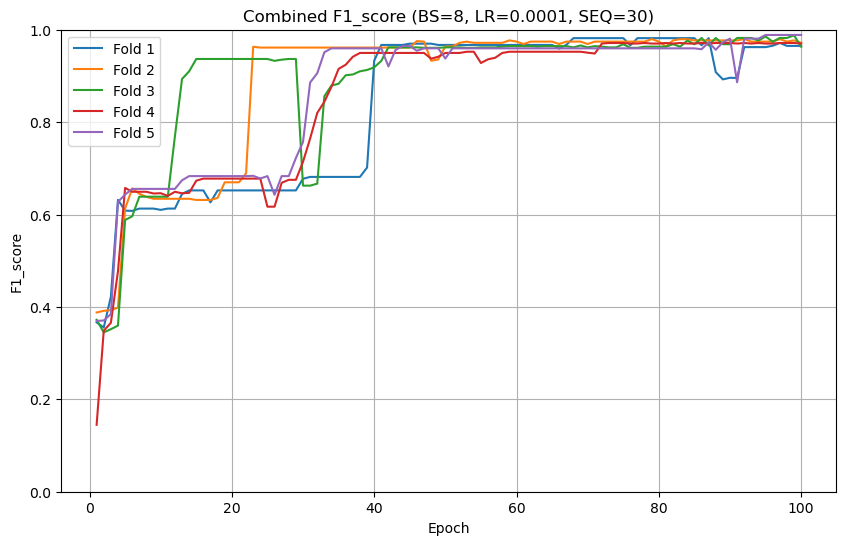 Combined F1_score (BS=8, LR=0.0001, SEQ=30)
Fold 1
Fold 2
Fold 3
Fold 4
Fold 5
F1_score
1.0
0.8
0.6
0.4
0.2
0.0
0 20 40 60 80 100
Epoch